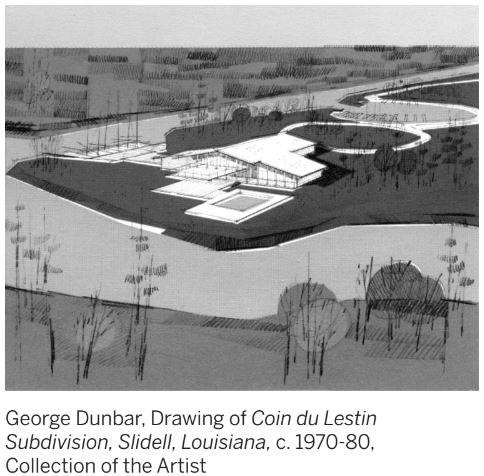 George Dunbar, Drawing of Coin du Lestin
Subdivision, Slidell, Louisiana, c. 1970-80,
Collection of the Artist